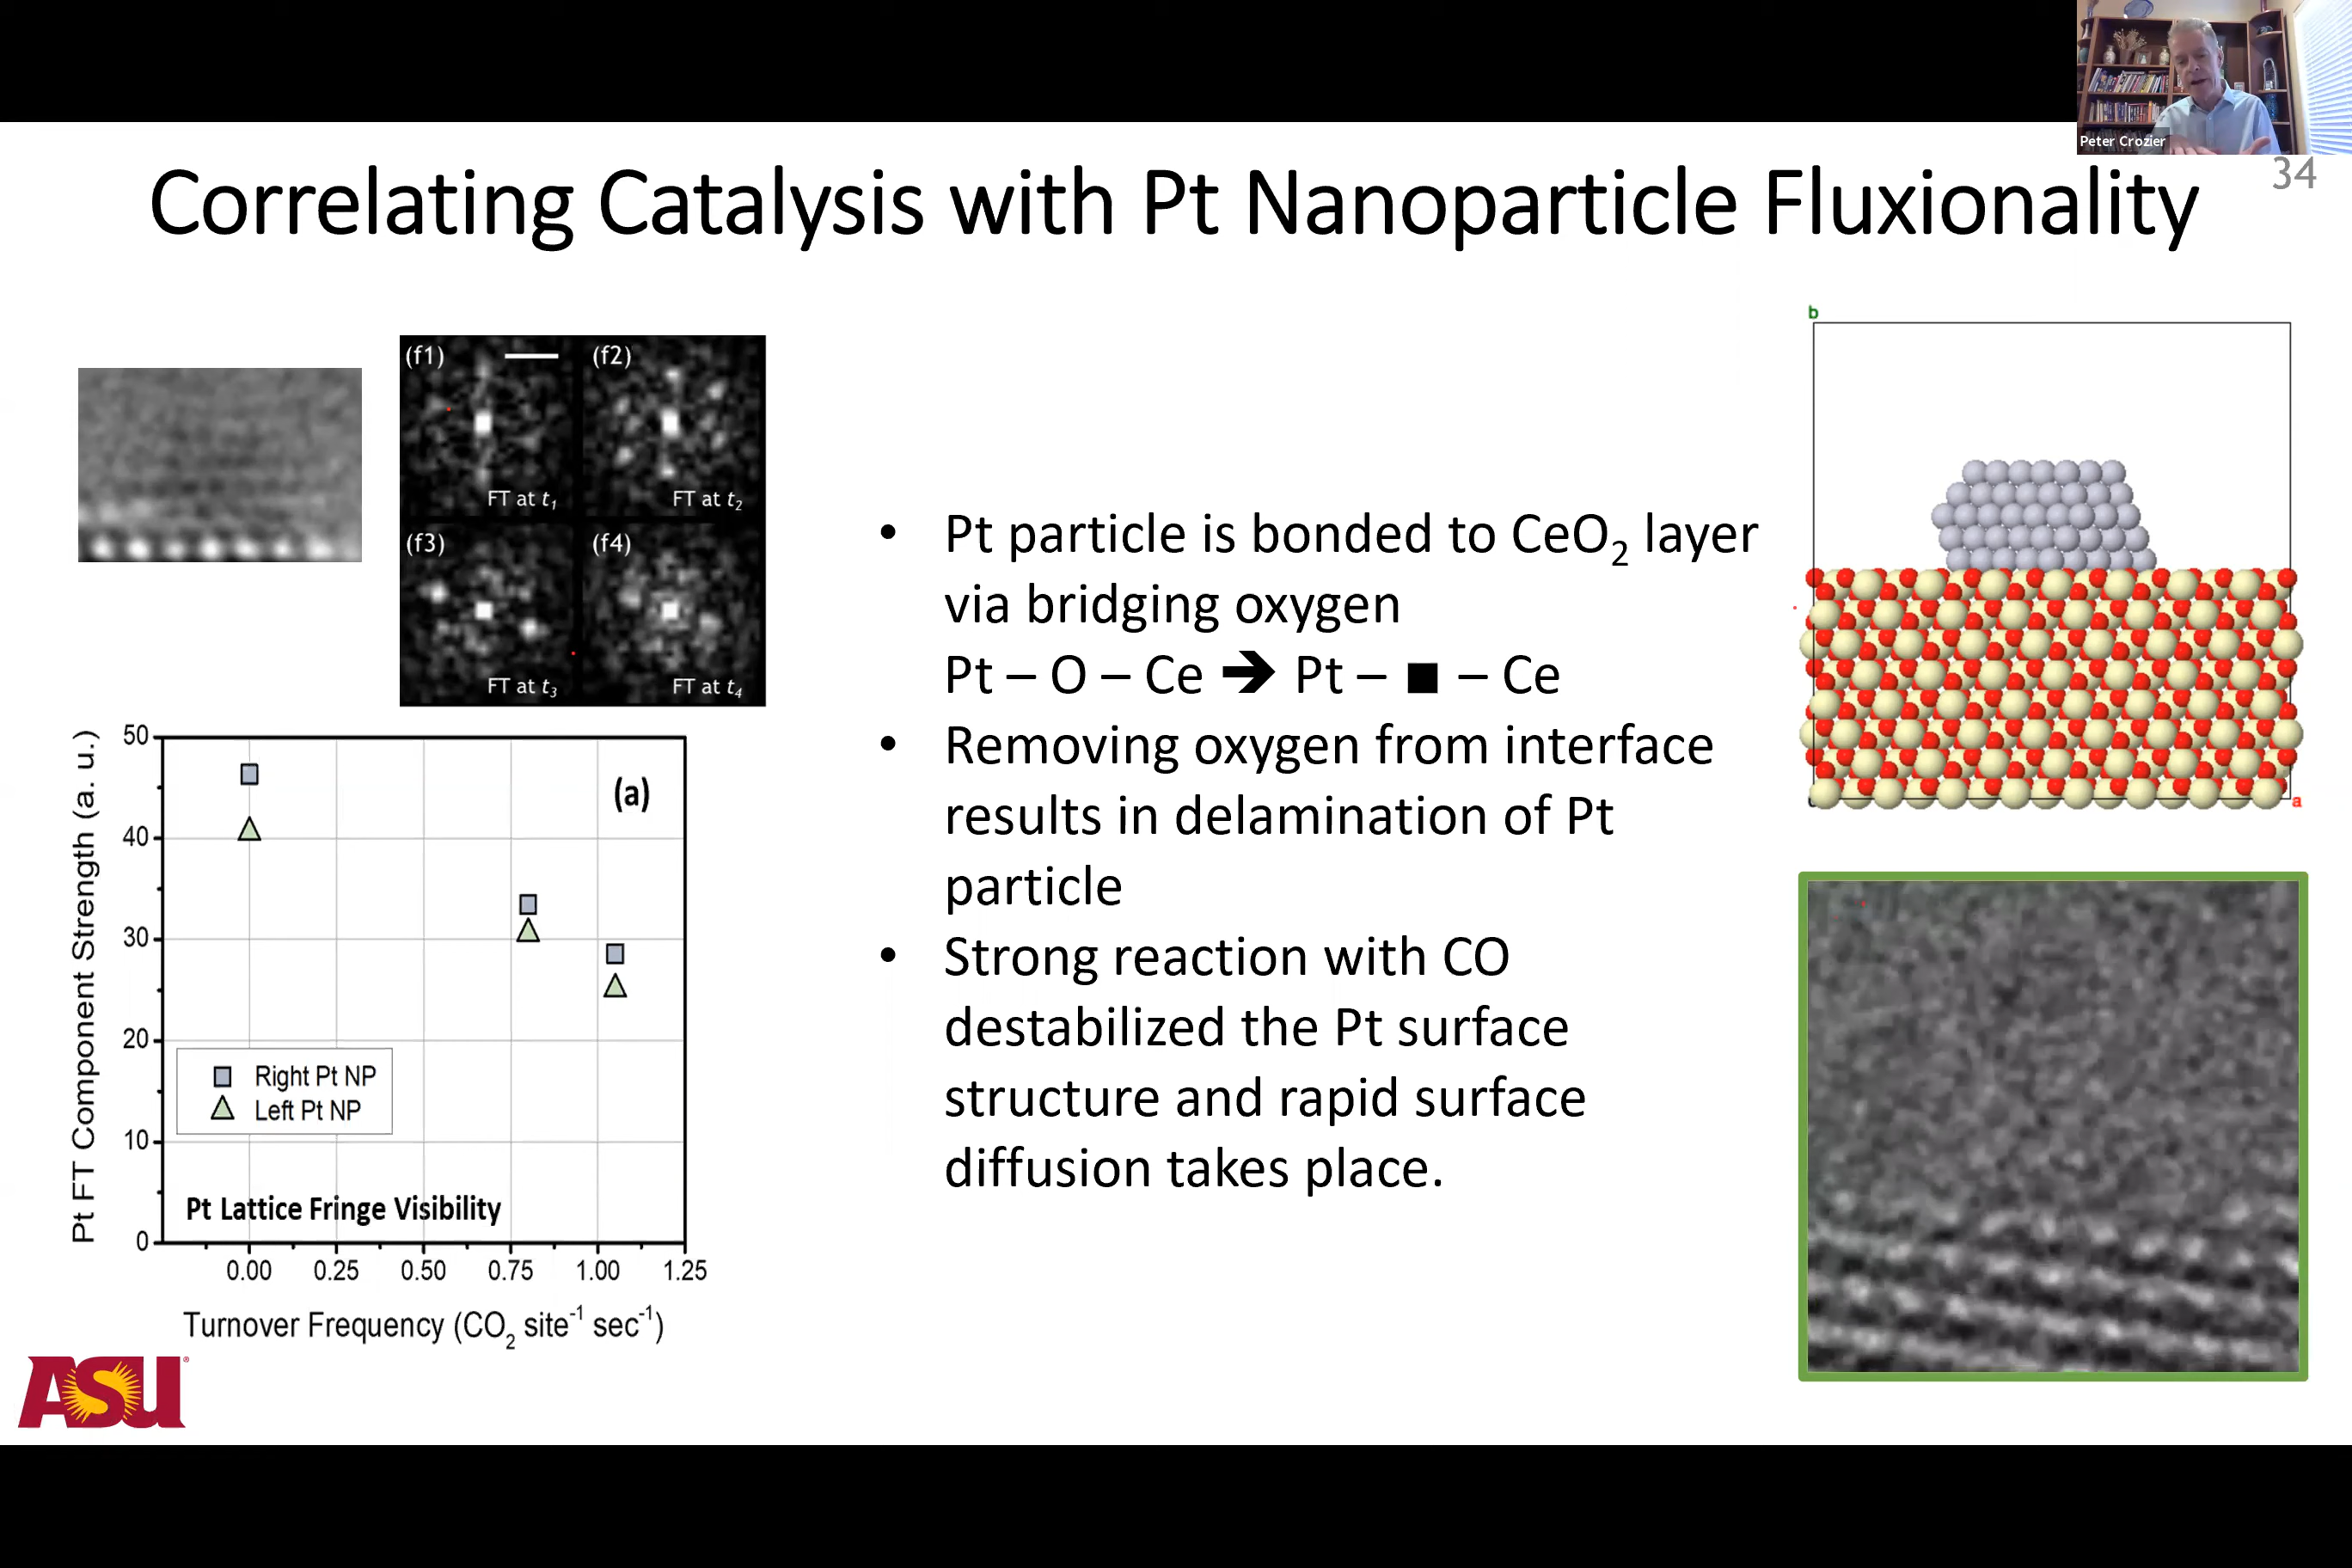 Peter Crozier
34
Correlating Catalysis with Pt Nanoparticle Fluxionality
(f1)
(f2)
FT at t₁
FT at t₂
(f3)
(f4)
FT at t₃
FT at t₄
50
40
30
20
10
0
Pt FT Component Strength (a. u.)
(a)
Right Pt NP
Left Pt NP
Pt Lattice Fringe Visibility
0.00 0.25 0.50 0.75 1.00 1.25
Turnover Frequency (CO₂ site⁻¹ sec⁻¹)
ASU
• Pt particle is bonded to CeO₂ layer
via bridging oxygen
Pt – O – Ce ➔ Pt – ■ – Ce
• Removing oxygen from interface
results in delamination of Pt
particle
• Strong reaction with CO
destabilized the Pt surface
structure and rapid surface
diffusion takes place.
b
a